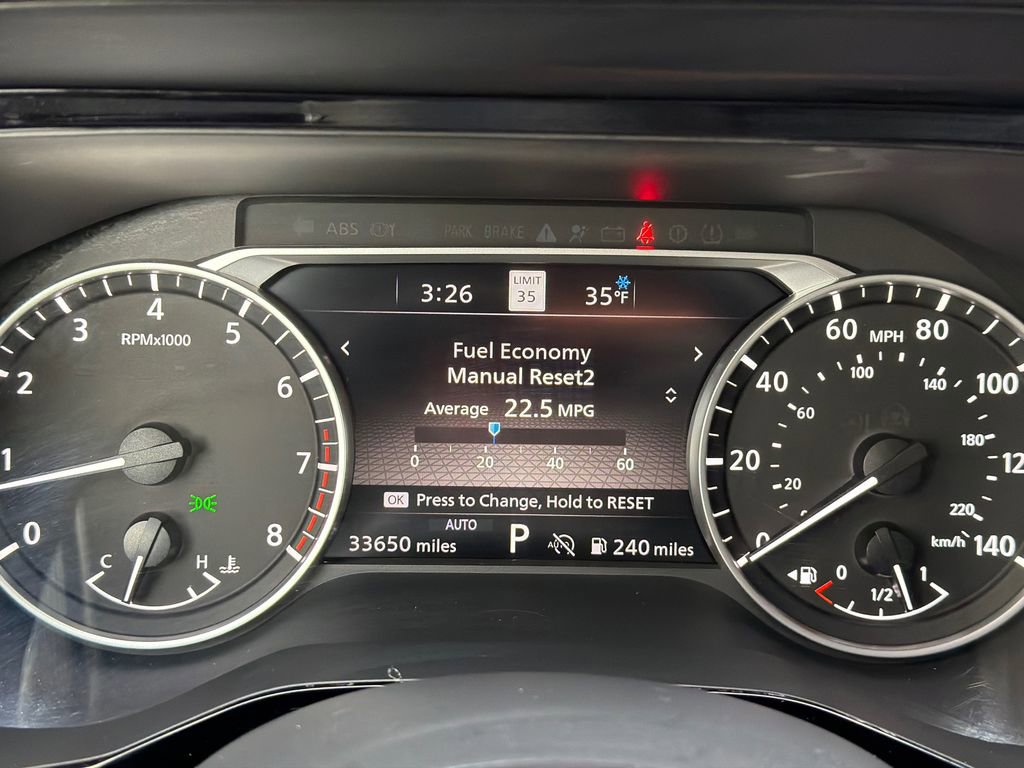 ABS
PARK BRAKE
3:26
LIMIT
35
35°F
Fuel Economy
Manual Reset2
Average 22.5 MPG
0 20 40 60
OK Press to Change, Hold to RESET
AUTO
33650 miles
P
AUTO
240 miles
RPMx1000
0
1
2
3
4
5
6
7
8
C H
MPH
0
20
40
60
80
100
12
140
20
60
100
140
180
220
km/h
0 1/2 1